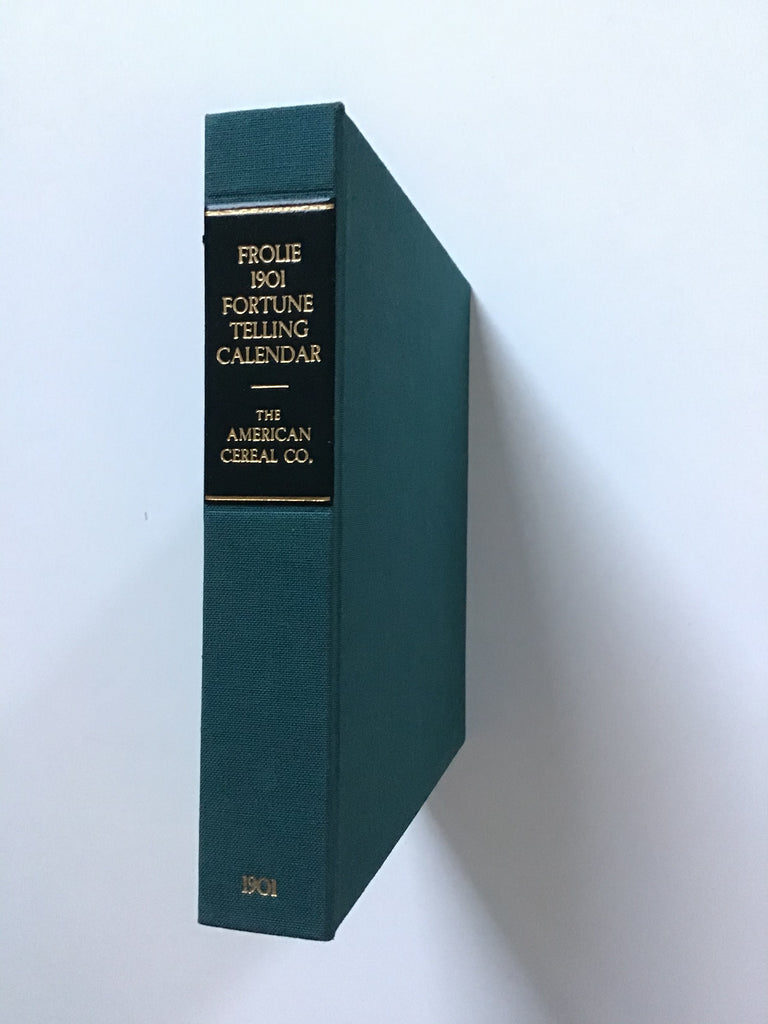 FROLIE
1901
FORTUNE
TELLING
CALENDAR
THE
AMERICAN
CEREAL CO.
1901